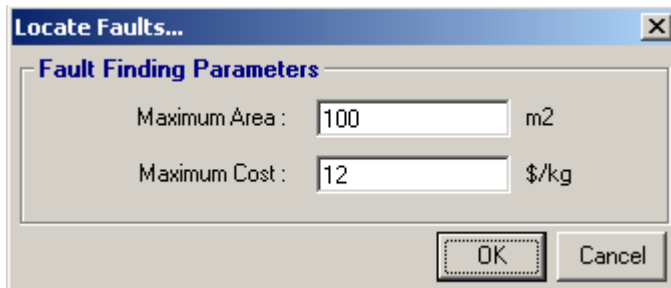 Locate Faults...
Fault Finding Parameters
Maximum Area : 100 m2
Maximum Cost : 12 $/kg
OK Cancel